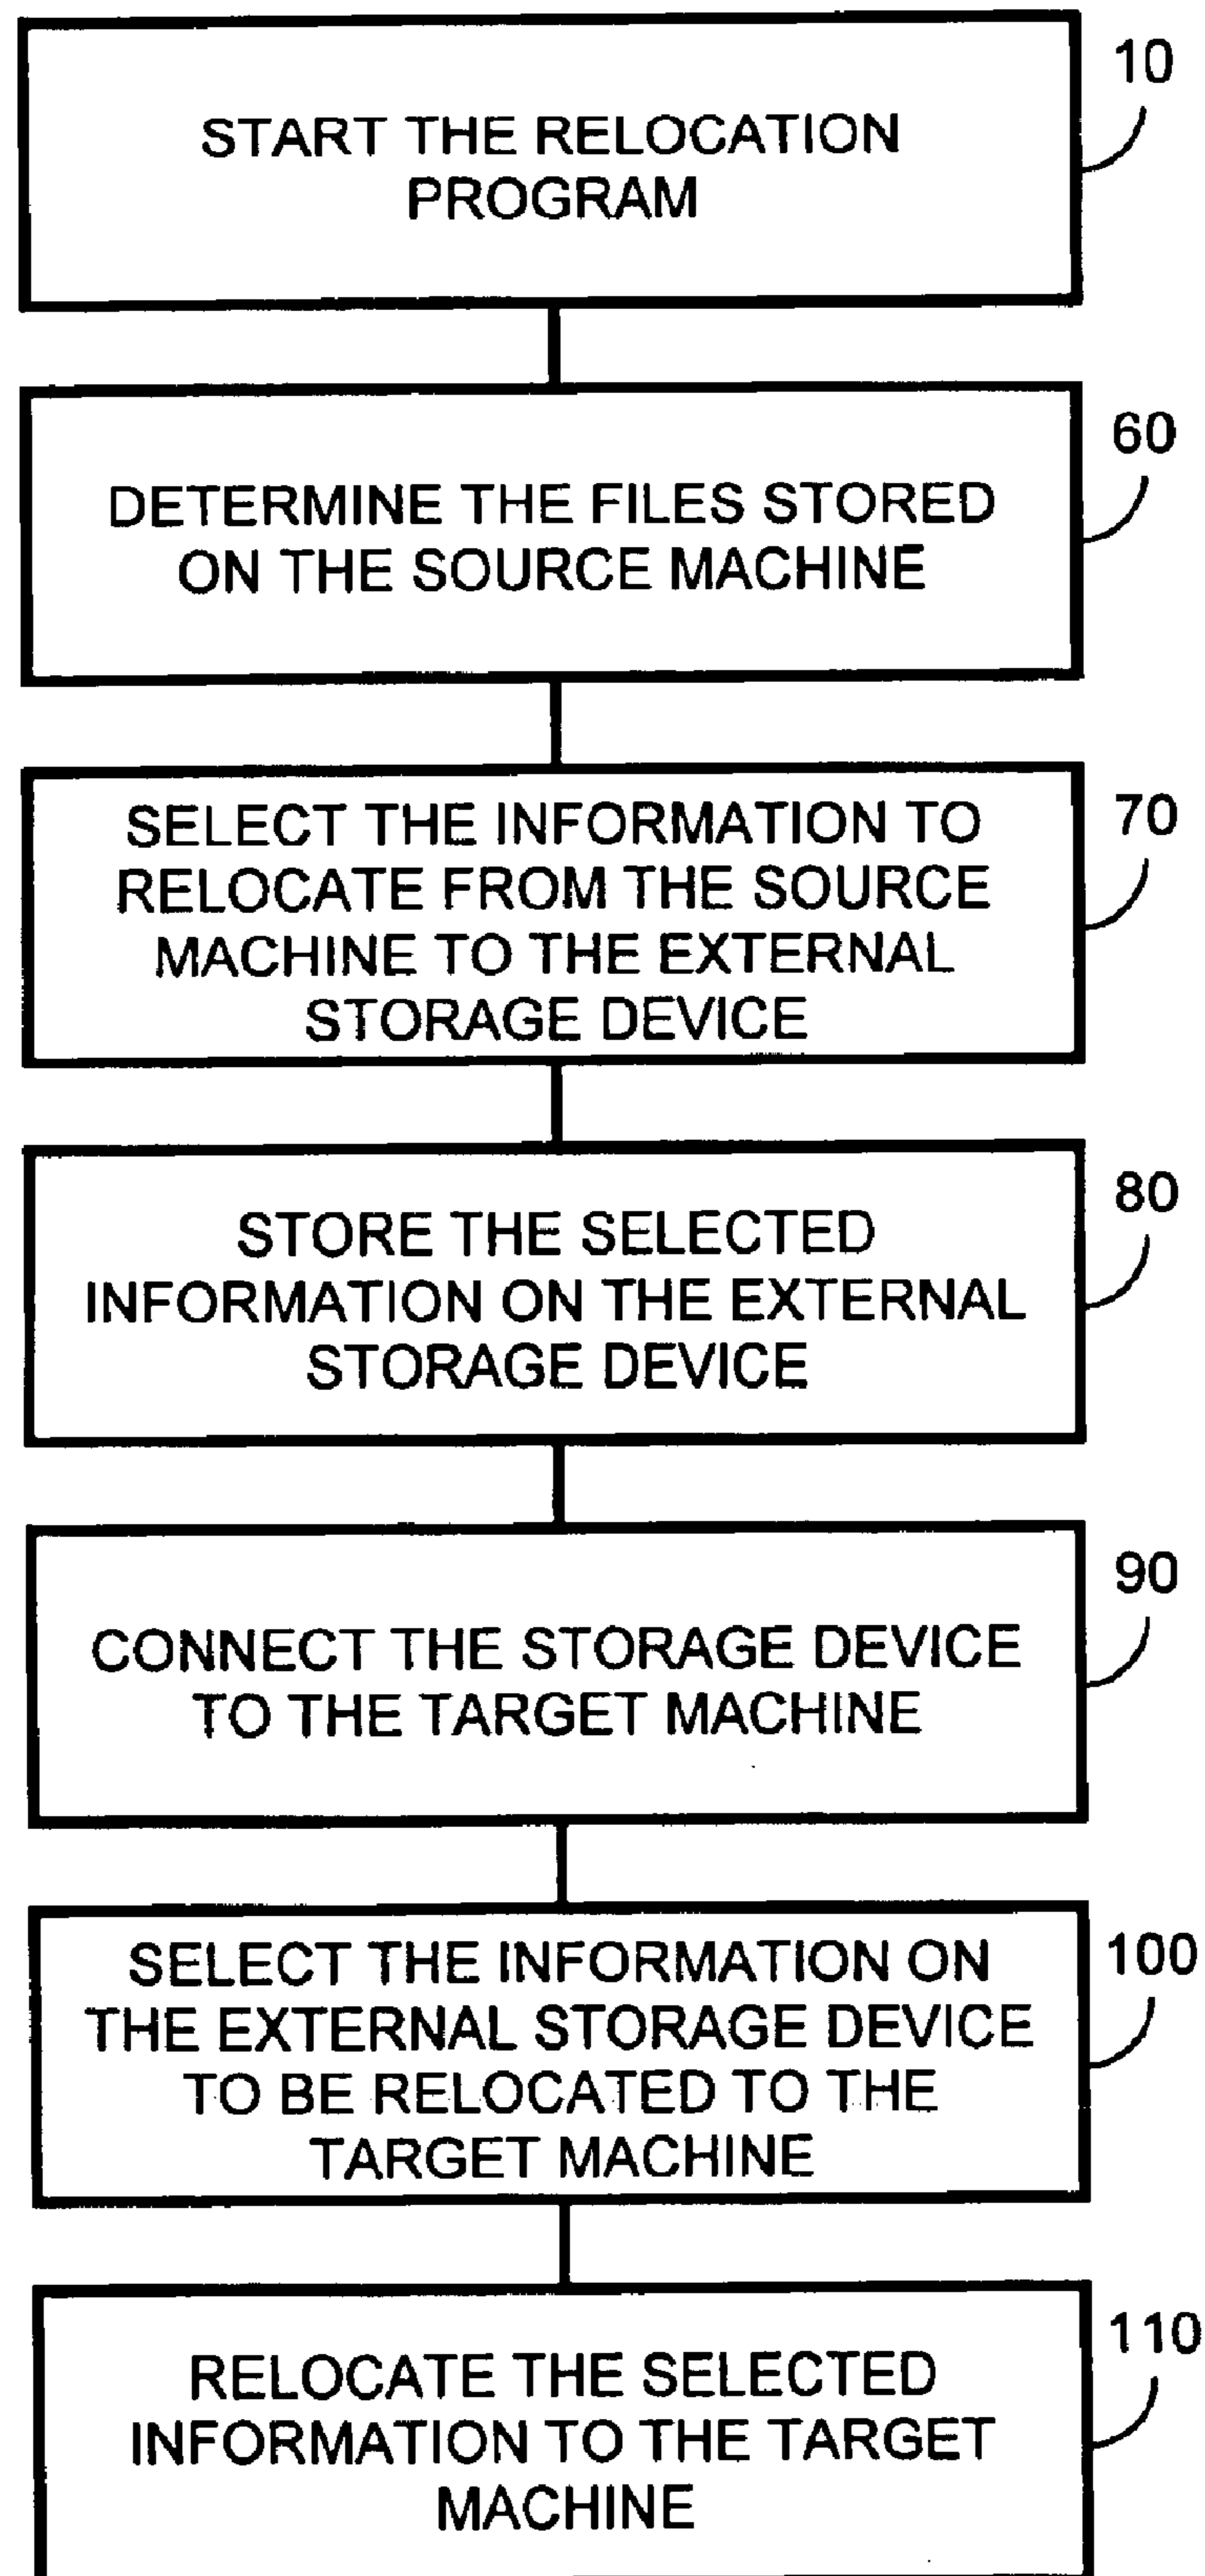 10
START THE RELOCATION
PROGRAM
60
DETERMINE THE FILES STORED
ON THE SOURCE MACHINE
70
SELECT THE INFORMATION TO
RELOCATE FROM THE SOURCE
MACHINE TO THE EXTERNAL
STORAGE DEVICE
80
STORE THE SELECTED
INFORMATION ON THE EXTERNAL
STORAGE DEVICE
90
CONNECT THE STORAGE DEVICE
TO THE TARGET MACHINE
100
SELECT THE INFORMATION ON
THE EXTERNAL STORAGE DEVICE
TO BE RELOCATED TO THE
TARGET MACHINE
110
RELOCATE THE SELECTED
INFORMATION TO THE TARGET
MACHINE